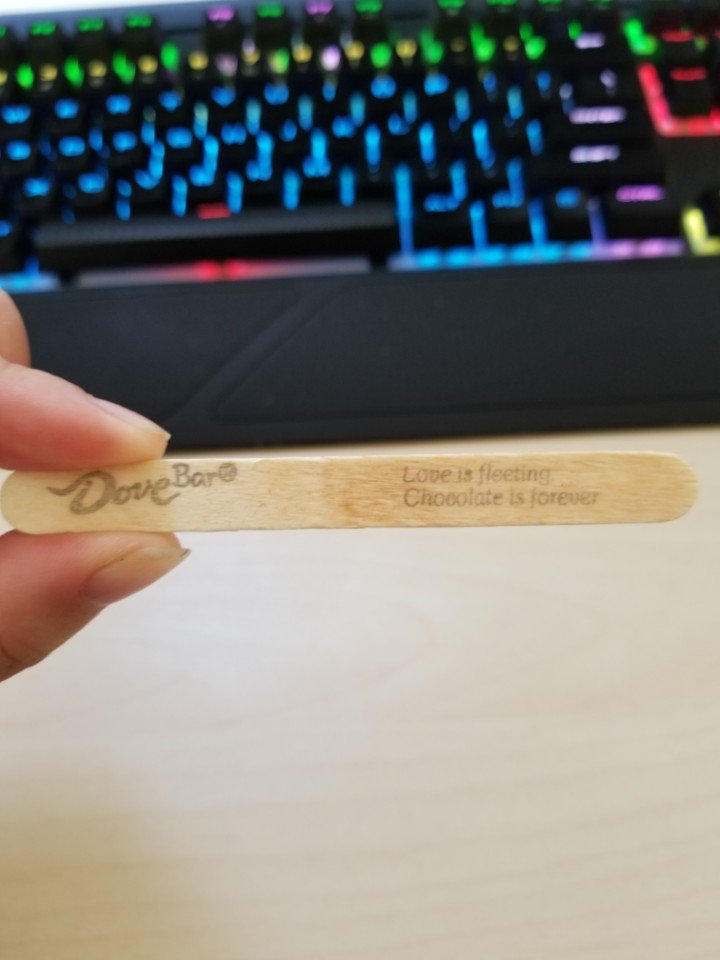 DoveBar®
Love is fleeting
Chocolate is forever